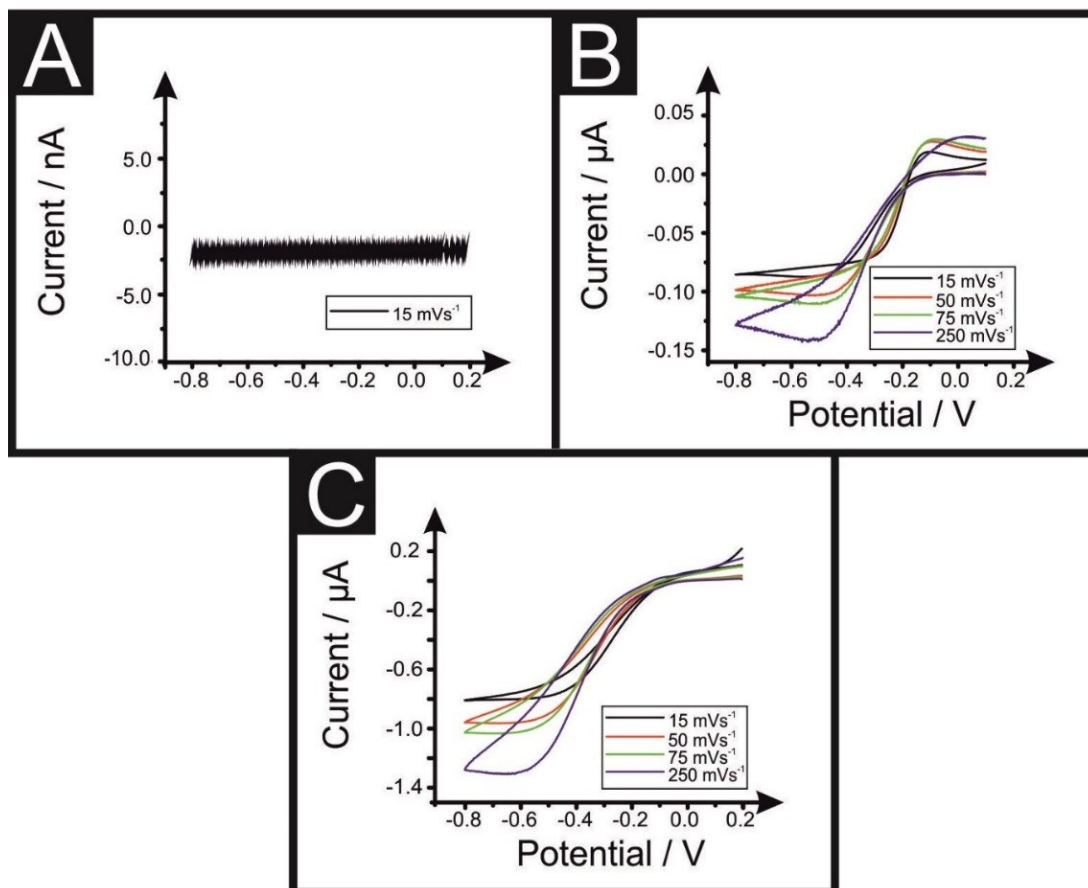 A
Current / nA
5.0
0.0
-5.0
-10.0
15 mVs⁻¹
-0.8 -0.6 -0.4 -0.2 0.0 0.2
B
Current / µA
0.05
0.00
-0.05
-0.10
-0.15
15 mVs⁻¹
50 mVs⁻¹
75 mVs⁻¹
250 mVs⁻¹
-0.8 -0.6 -0.4 -0.2 0.0 0.2
Potential / V
C
Current / µA
0.2
-0.2
-0.6
-1.0
-1.4
15 mVs⁻¹
50 mVs⁻¹
75 mVs⁻¹
250 mVs⁻¹
-0.8 -0.6 -0.4 -0.2 0.0 0.2
Potential / V